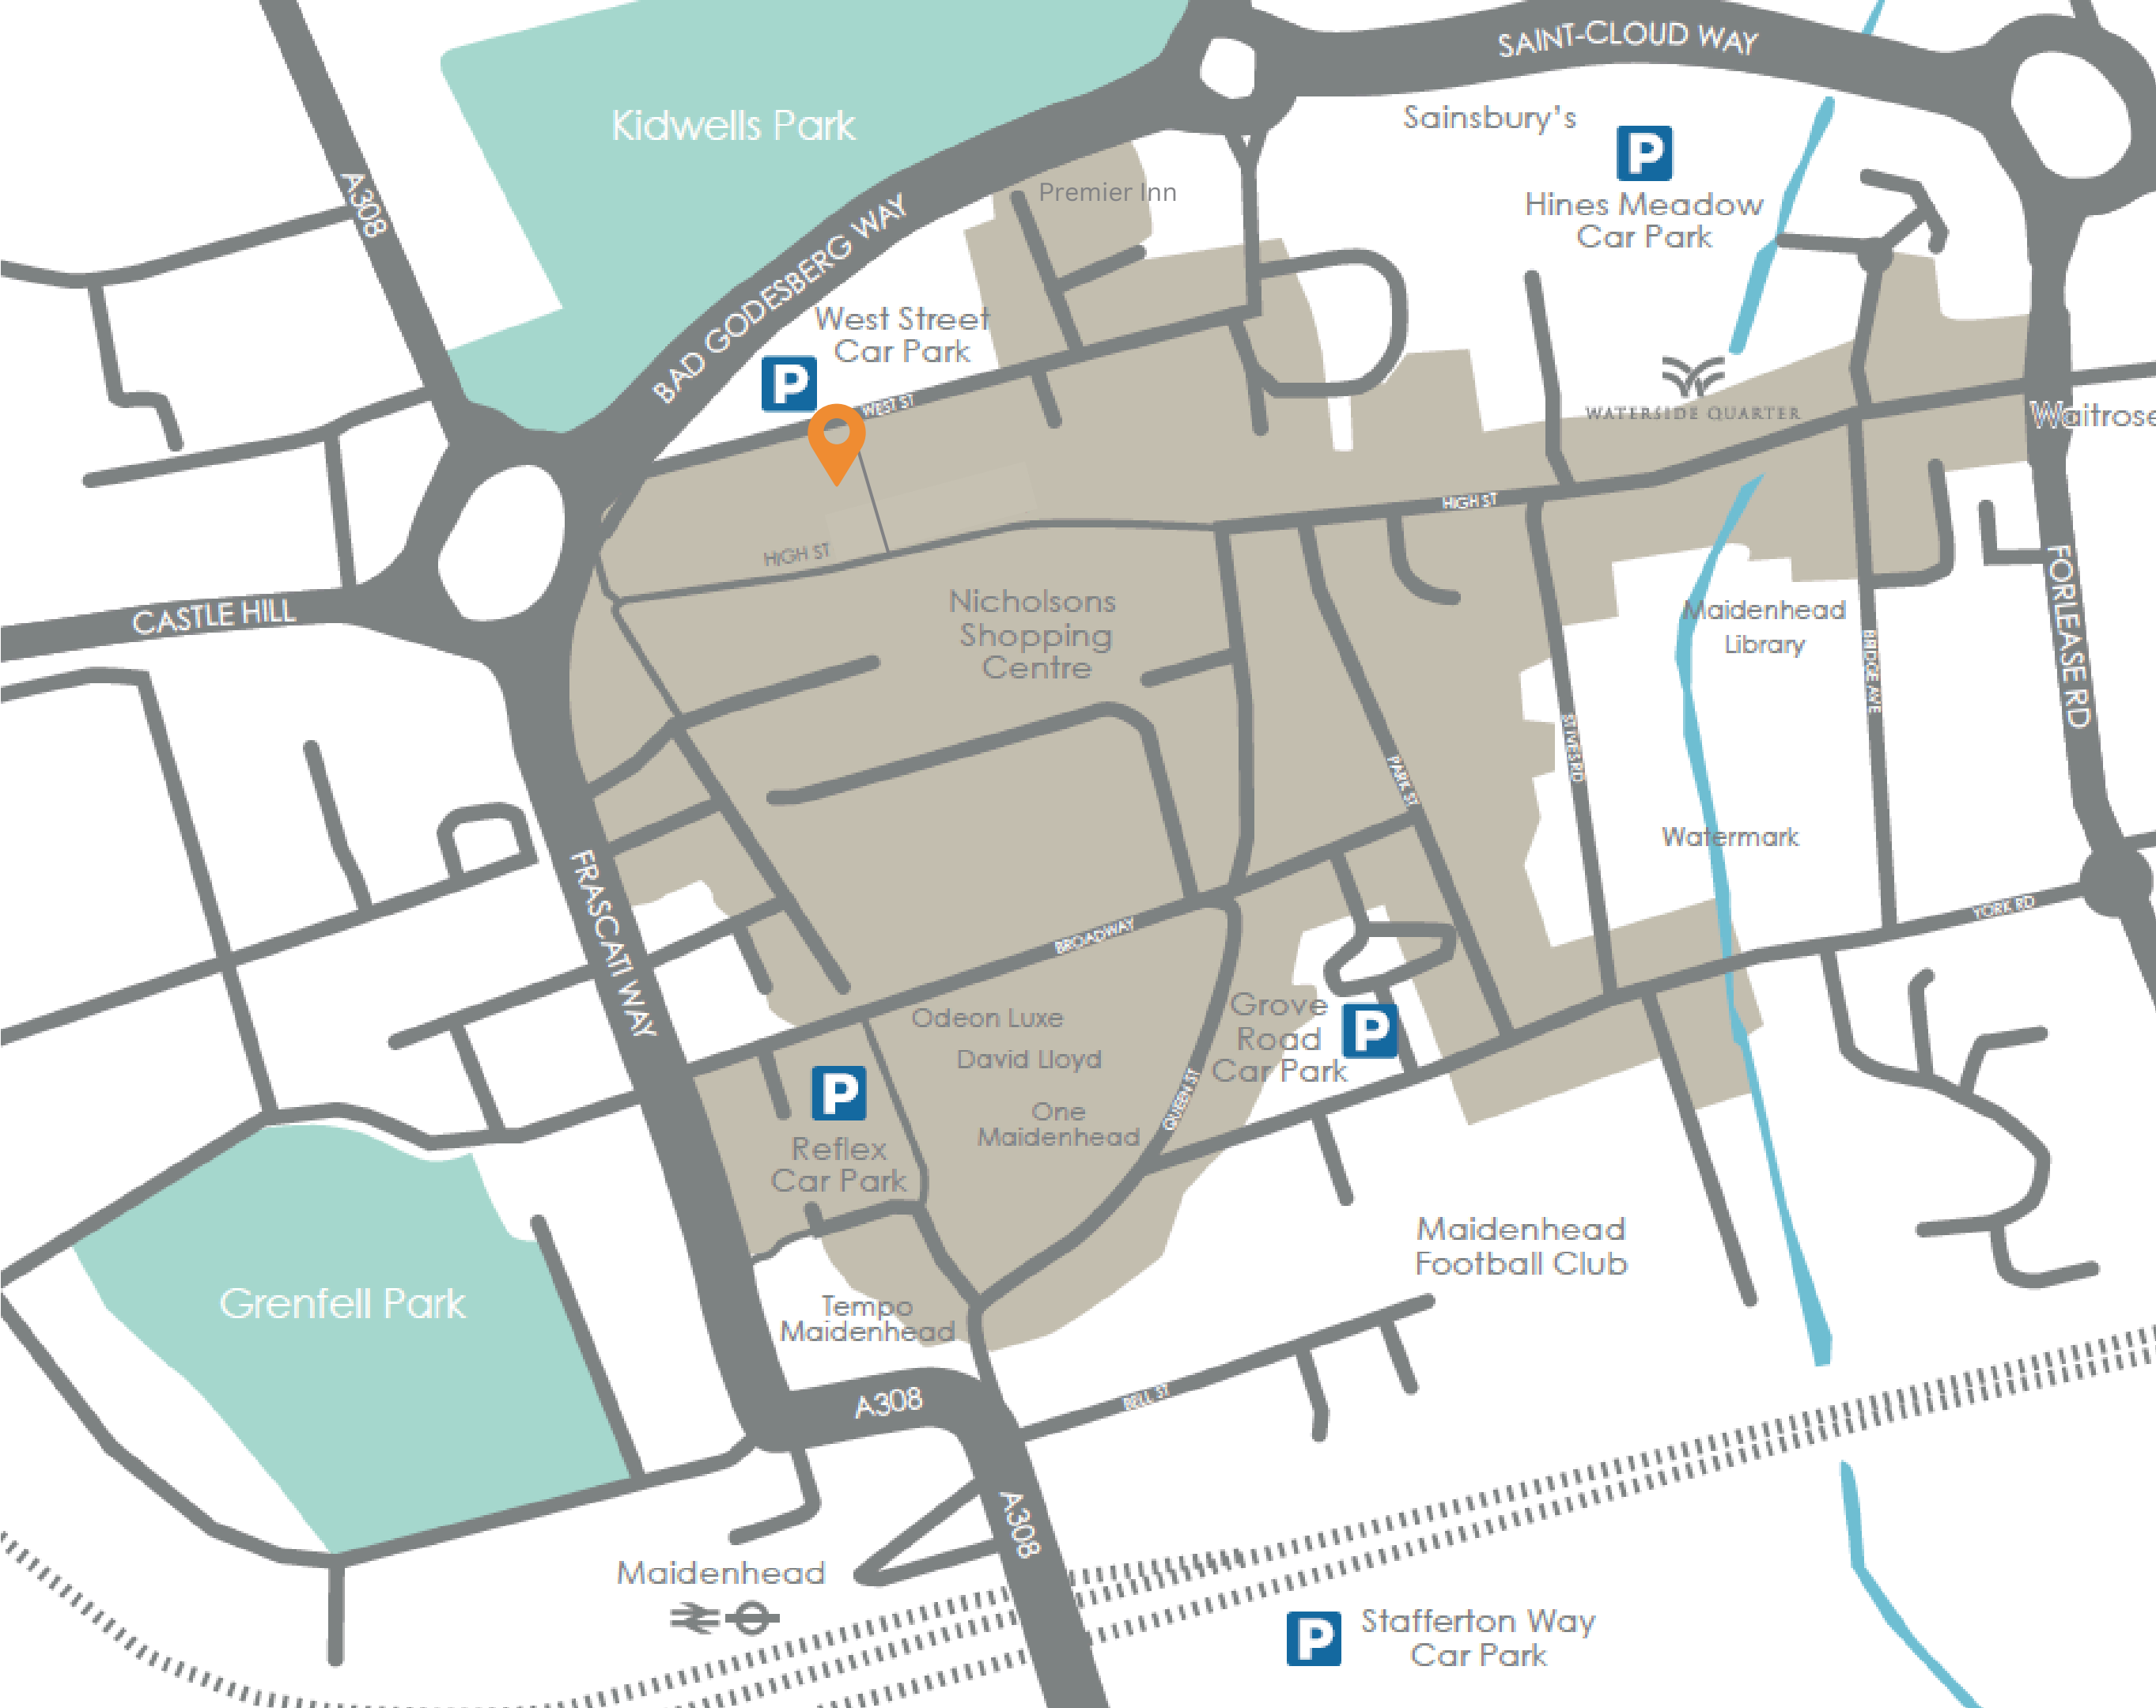 SAINT-CLOUD WAY
Kidwells Park
Sainsbury's
P
Hines Meadow
Car Park
A308
Premier Inn
BAD GODESBERG WAY
West Street
Car Park
P
WEST ST
WATERSIDE QUARTER
Waitrose
HIGH ST
HIGH ST
CASTLE HILL
Nicholsons
Shopping
Centre
Maidenhead
Library
BRIDGE AVE
FORLEASE RD
ST IVES RD
PARK ST
Watermark
FRASCATI WAY
BROADWAY
YORK RD
Odeon Luxe
David Lloyd
One
Maidenhead
Grove
Road
Car Park
P
QUEEN ST
P
Reflex
Car Park
Maidenhead
Football Club
Grenfell Park
Tempo
Maidenhead
A308
BELL ST
A308
Maidenhead
P
Stafferton Way
Car Park